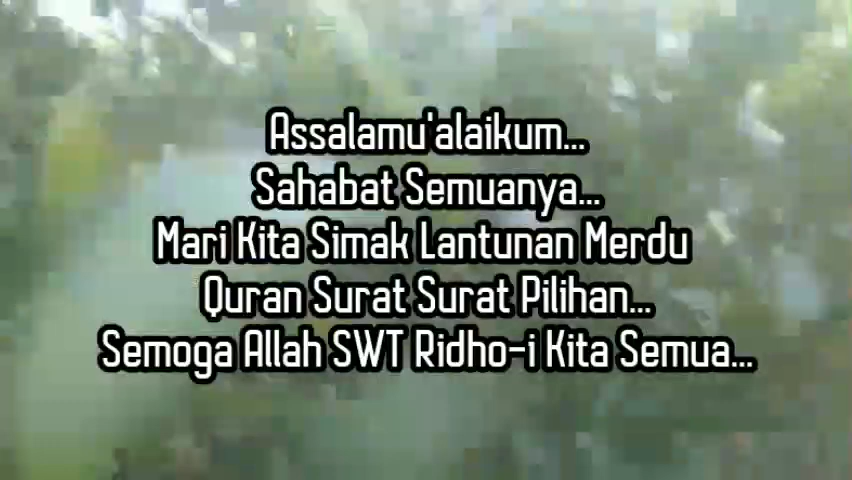 Assalamu'alaikum...
Sahabat Semuanya...
Mari Kita Simak Lantunan Merdu
Quran Surat Surat Pilihan...
Semoga Allah SWT Ridho-i Kita Semua...